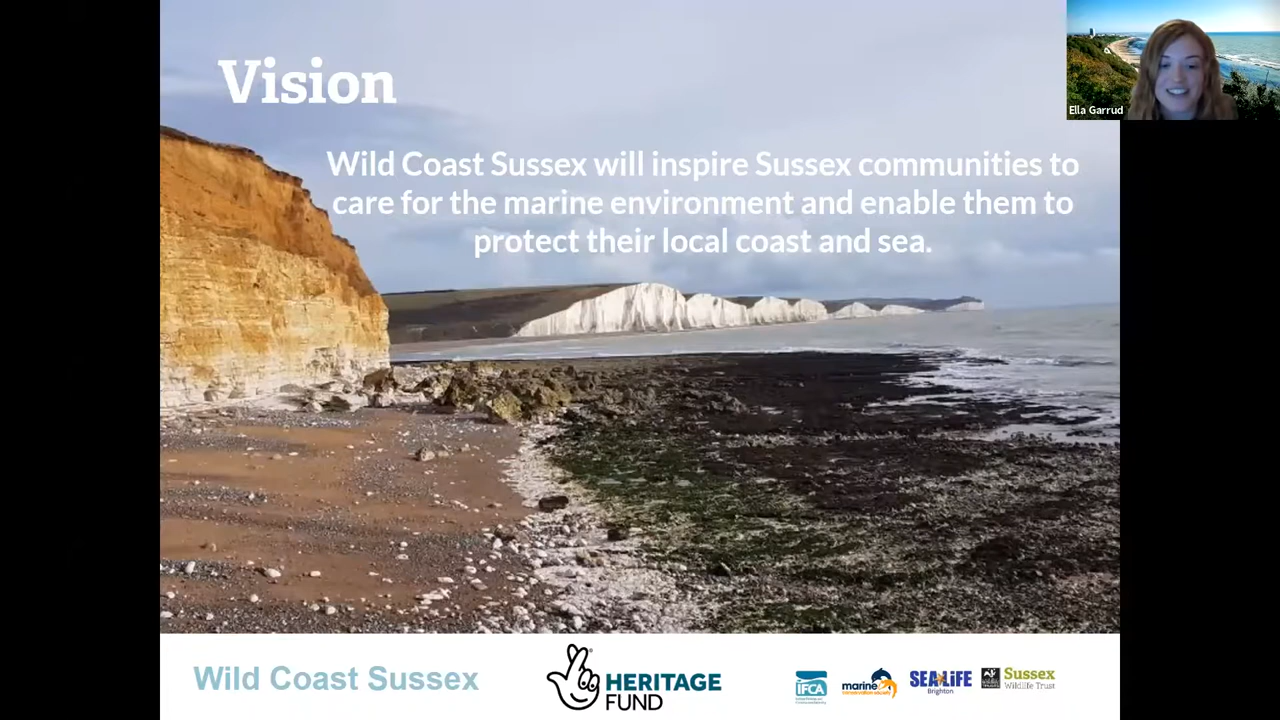 Vision
Wild Coast Sussex will inspire Sussex communities to
care for the marine environment and enable them to
protect their local coast and sea.
Ella Garrud
Wild Coast Sussex
HERITAGE
FUND
IFCA
marine
conservation society
SEA LIFE
Brighton
Sussex
Wildlife Trust